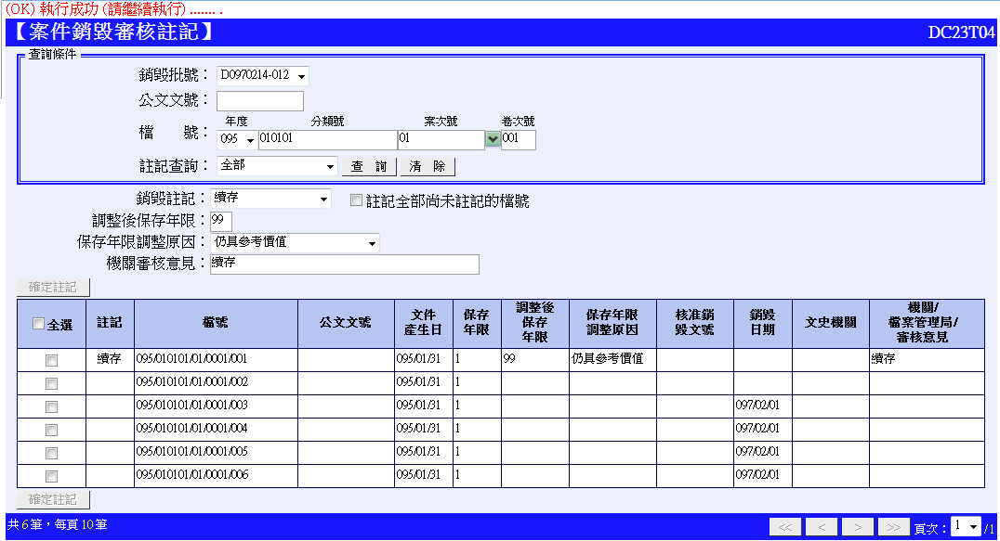 (OK) 執行成功 (請繼續執行) ....... .
【案件銷毀審核註記】 DC23T04
查詢條件
銷毀批號： D0970214-012
公文文號：
年度 分類號 案次號 卷次號
檔 號： 095 010101 01 001
註記查詢： 全部 查 詢 清 除
銷毀註記： 續存 註記全部尚未註記的檔號
調整後保存年限： 99
保存年限調整原因： 仍具參考價值
機關審核意見： 續存
確定註記
全選 註記 檔號 公文文號 文件產生日 保存年限 調整後保存年限 保存年限調整原因 核准銷毀文號 銷毀日期 文史機關 機關/檔案管理局/審核意見
續存 095/010101/01/0001/001 095/01/31 1 99 仍具參考價值 續存
095/010101/01/0001/002 095/01/31 1
095/010101/01/0001/003 095/01/31 1 097/02/01
095/010101/01/0001/004 095/01/31 1 097/02/01
095/010101/01/0001/005 095/01/31 1 097/02/01
095/010101/01/0001/006 095/01/31 1 097/02/01
確定註記
共6筆，每頁10筆 << < > >> 頁次： 1 /1